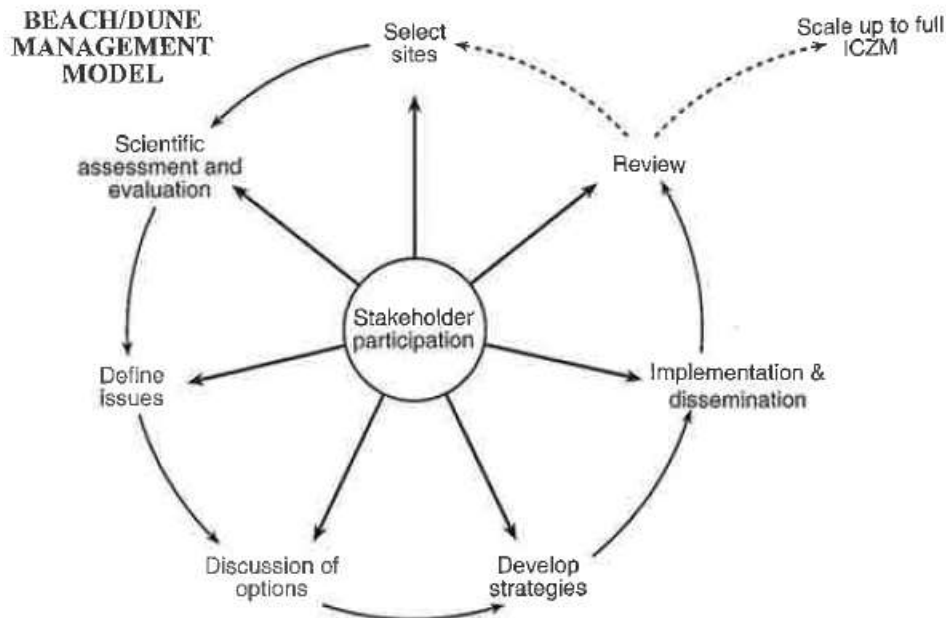 BEACH/DUNE
MANAGEMENT
MODEL
Select
sites
Scale up to full
ICZM
Scientific
assessment and
evaluation
Review
Stakeholder
participation
Define
issues
Implementation &
dissemination
Discussion of
options
Develop
strategies